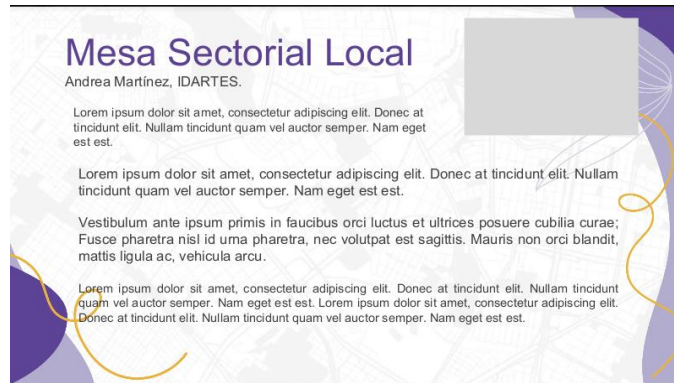 Mesa Sectorial Local
Andrea Martínez, IDARTES.
Lorem ipsum dolor sit amet, consectetur adipiscing elit. Donec at
tincidunt elit. Nullam tincidunt quam vel auctor semper. Nam eget
est est.
Lorem ipsum dolor sit amet, consectetur adipiscing elit. Donec at tincidunt elit. Nullam
tincidunt quam vel auctor semper. Nam eget est est.
Vestibulum ante ipsum primis in faucibus orci luctus et ultrices posuere cubilia curae;
Fusce pharetra nisl id urna pharetra, nec volutpat est sagittis. Mauris non orci blandit,
mattis ligula ac, vehicula arcu.
Lorem ipsum dolor sit amet, consectetur adipiscing elit. Donec at tincidunt elit. Nullam tincidunt
quam vel auctor semper. Nam eget est est. Lorem ipsum dolor sit amet, consectetur adipiscing elit.
Donec at tincidunt elit. Nullam tincidunt quam vel auctor semper. Nam eget est est.